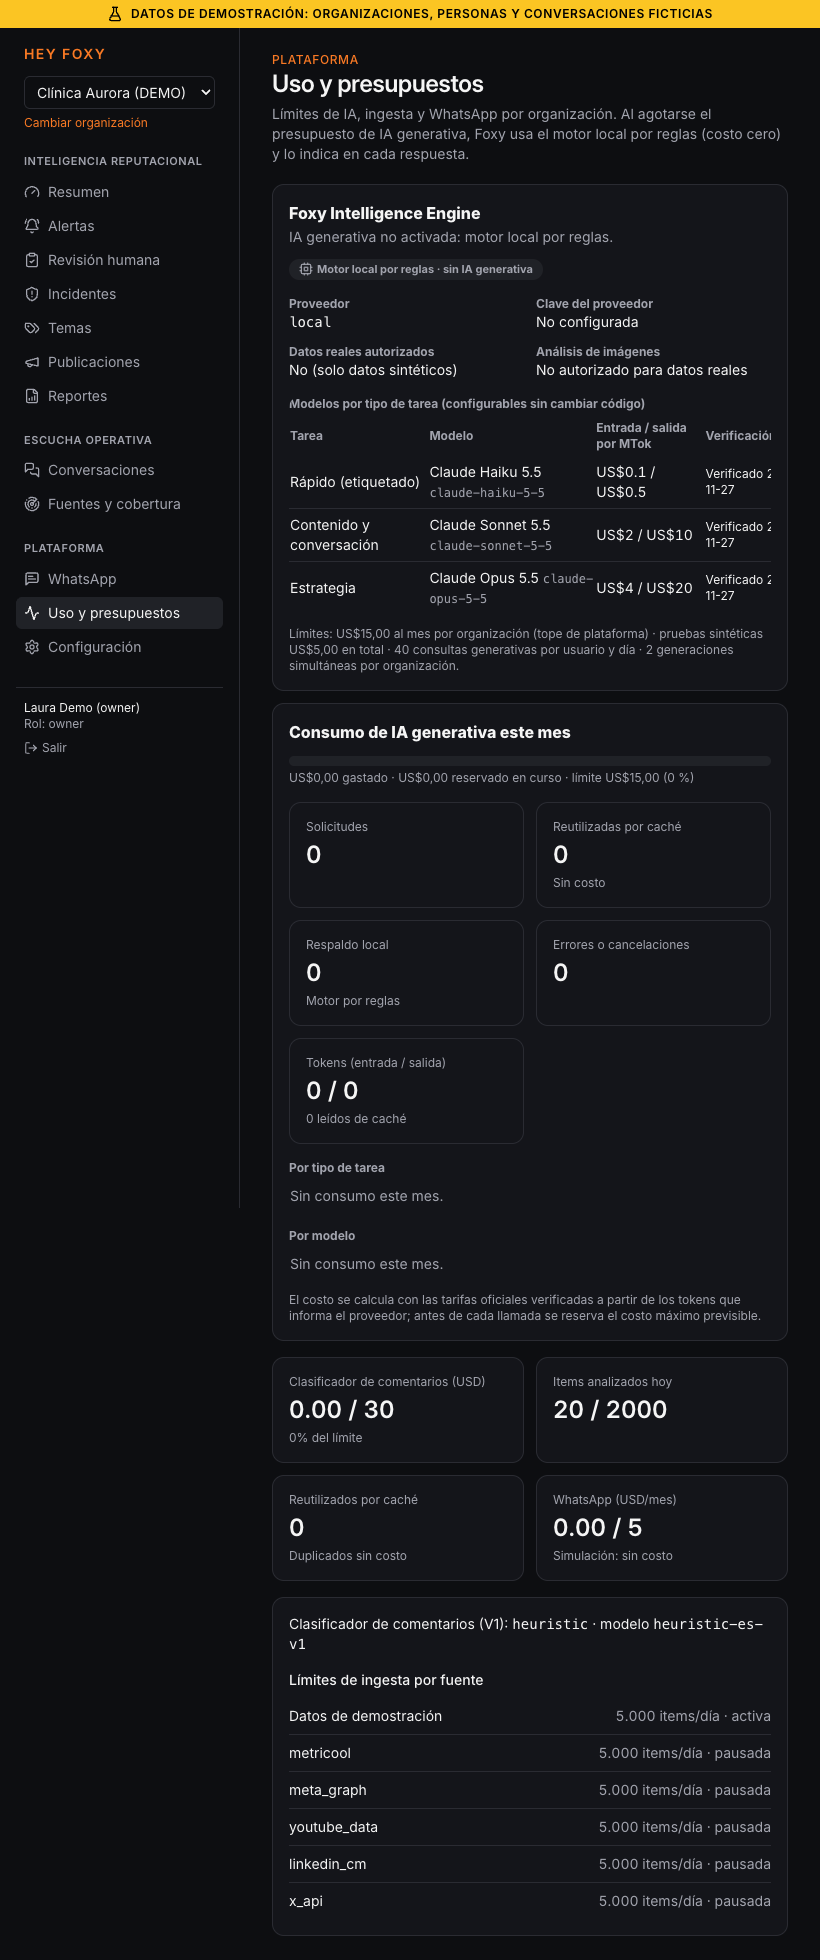 DATOS DE DEMOSTRACIÓN: ORGANIZACIONES, PERSONAS Y CONVERSACIONES FICTICIAS
HEY FOXY
Clínica Aurora (DEMO)
Cambiar organización
INTELIGENCIA REPUTACIONAL
Resumen
Alertas
Revisión humana
Incidentes
Temas
Publicaciones
Reportes
ESCUCHA OPERATIVA
Conversaciones
Fuentes y cobertura
PLATAFORMA
WhatsApp
Uso y presupuestos
Configuración
Laura Demo (owner)
Rol: owner
Salir
PLATAFORMA
Uso y presupuestos
Límites de IA, ingesta y WhatsApp por organización. Al agotarse el
presupuesto de IA generativa, Foxy usa el motor local por reglas (costo cero)
y lo indica en cada respuesta.
Foxy Intelligence Engine
IA generativa no activada: motor local por reglas.
Motor local por reglas · sin IA generativa
Proveedor
local
Clave del proveedor
No configurada
Datos reales autorizados
No (solo datos sintéticos)
Análisis de imágenes
No autorizado para datos reales
Modelos por tipo de tarea (configurables sin cambiar código)
Tarea Modelo Entrada / salida por MTok Verificación
Rápido (etiquetado) Claude Haiku 5.5 claude-haiku-5-5 US$0.1 / US$0.5 Verificado 2 11-27
Contenido y conversación Claude Sonnet 5.5 claude-sonnet-5-5 US$2 / US$10 Verificado 2 11-27
Estrategia Claude Opus 5.5 claude-opus-5-5 US$4 / US$20 Verificado 2 11-27
Límites: US$15,00 al mes por organización (tope de plataforma) · pruebas sintéticas
US$5,00 en total · 40 consultas generativas por usuario y día · 2 generaciones
simultáneas por organización.
Consumo de IA generativa este mes
US$0,00 gastado · US$0,00 reservado en curso · límite US$15,00 (0 %)
Solicitudes
0
Reutilizadas por caché
0
Sin costo
Respaldo local
0
Motor por reglas
Errores o cancelaciones
0
Tokens (entrada / salida)
0 / 0
0 leídos de caché
Por tipo de tarea
Sin consumo este mes.
Por modelo
Sin consumo este mes.
El costo se calcula con las tarifas oficiales verificadas a partir de los tokens que
informa el proveedor; antes de cada llamada se reserva el costo máximo previsible.
Clasificador de comentarios (USD)
0.00 / 30
0% del límite
Items analizados hoy
20 / 2000
Reutilizados por caché
0
Duplicados sin costo
WhatsApp (USD/mes)
0.00 / 5
Simulación: sin costo
Clasificador de comentarios (V1): heuristic · modelo heuristic-es-
v1
Límites de ingesta por fuente
Datos de demostración 5.000 items/día · activa
metricool 5.000 items/día · pausada
meta_graph 5.000 items/día · pausada
youtube_data 5.000 items/día · pausada
linkedin_cm 5.000 items/día · pausada
x_api 5.000 items/día · pausada